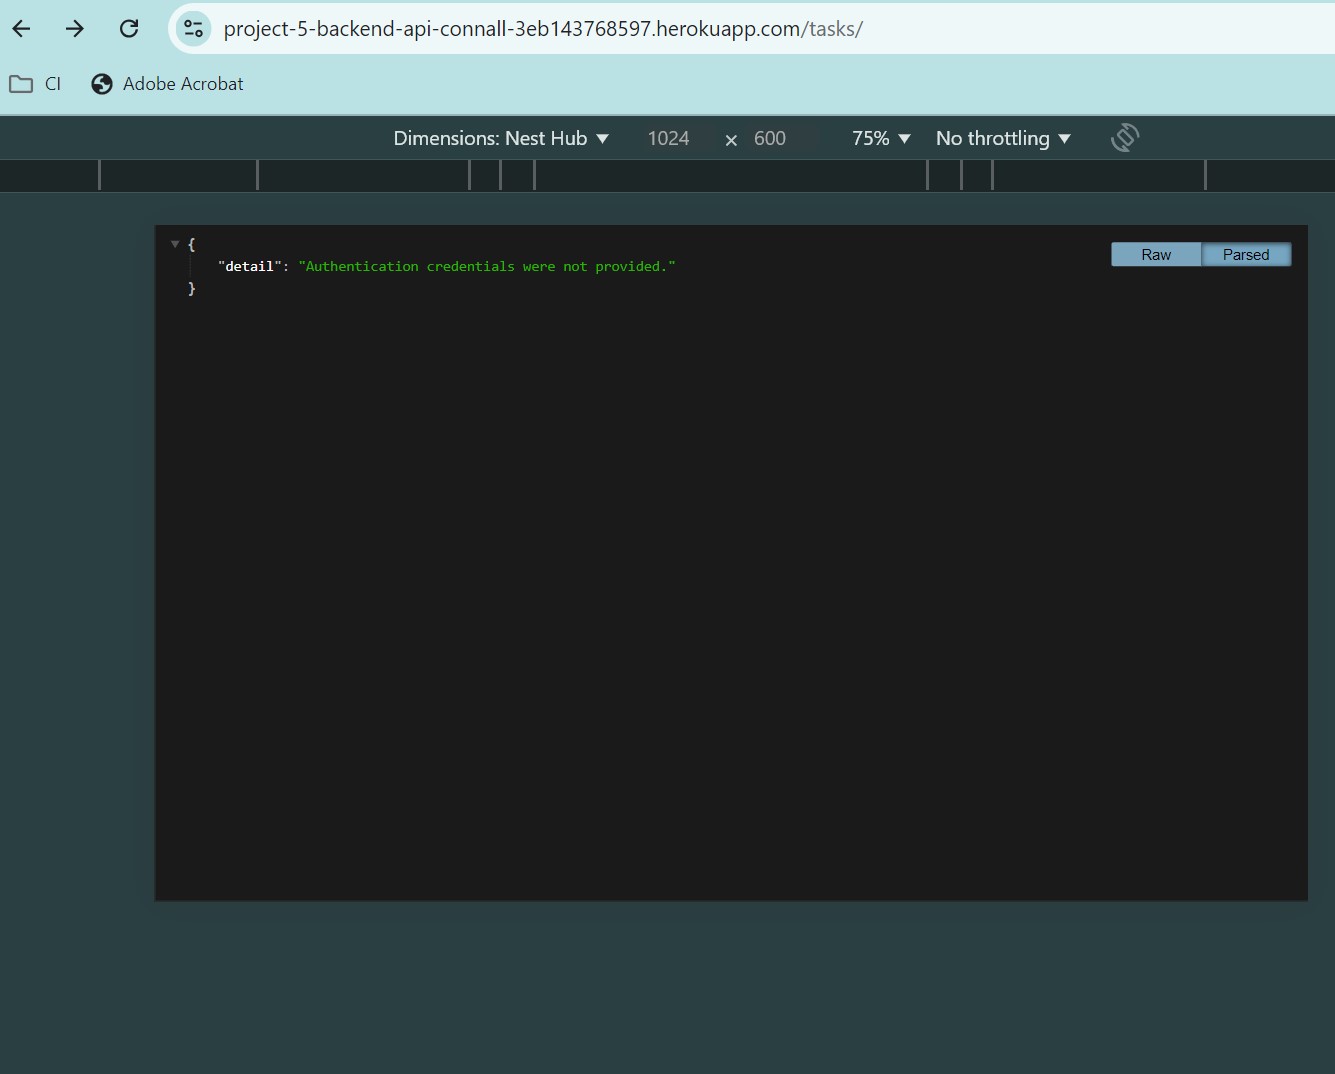 project-5-backend-api-connall-3eb143768597.herokuapp.com/tasks/
CI Adobe Acrobat
Dimensions: Nest Hub ▼ 1024 × 600 75% ▼ No throttling ▼
▼ {
"detail": "Authentication credentials were not provided."
}
Raw Parsed